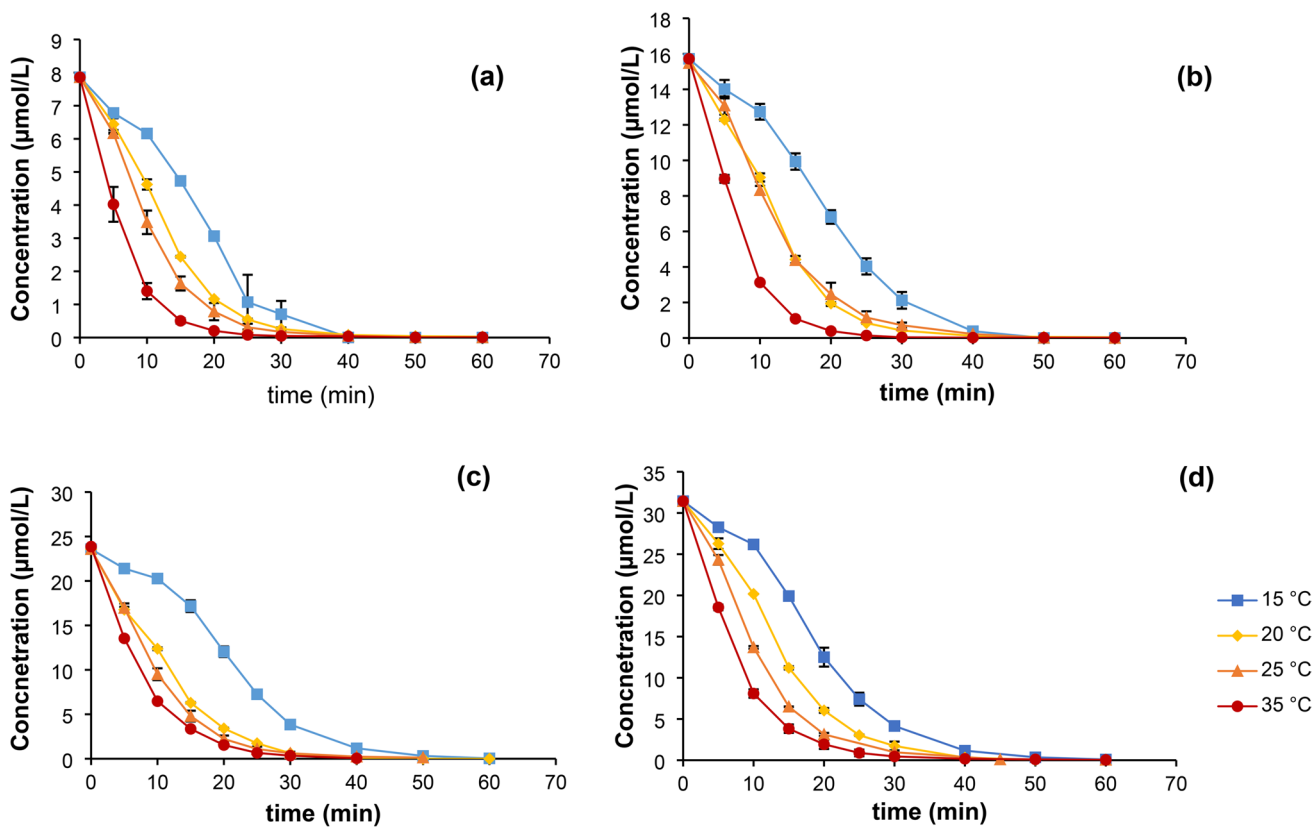 (a)
Concentration (µmol/L)
9
8
7
6
5
4
3
2
1
0
0 10 20 30 40 50 60 70
time (min)
(b)
Concentration (µmol/L)
18
16
14
12
10
8
6
4
2
0
0 10 20 30 40 50 60 70
time (min)
(c)
Concnetration (µmol/L)
30
25
20
15
10
5
0
0 10 20 30 40 50 60 70
time (min)
(d)
Concnetration (µmol/L)
35
30
25
20
15
10
5
0
0 10 20 30 40 50 60 70
time (min)
15 °C
20 °C
25 °C
35 °C